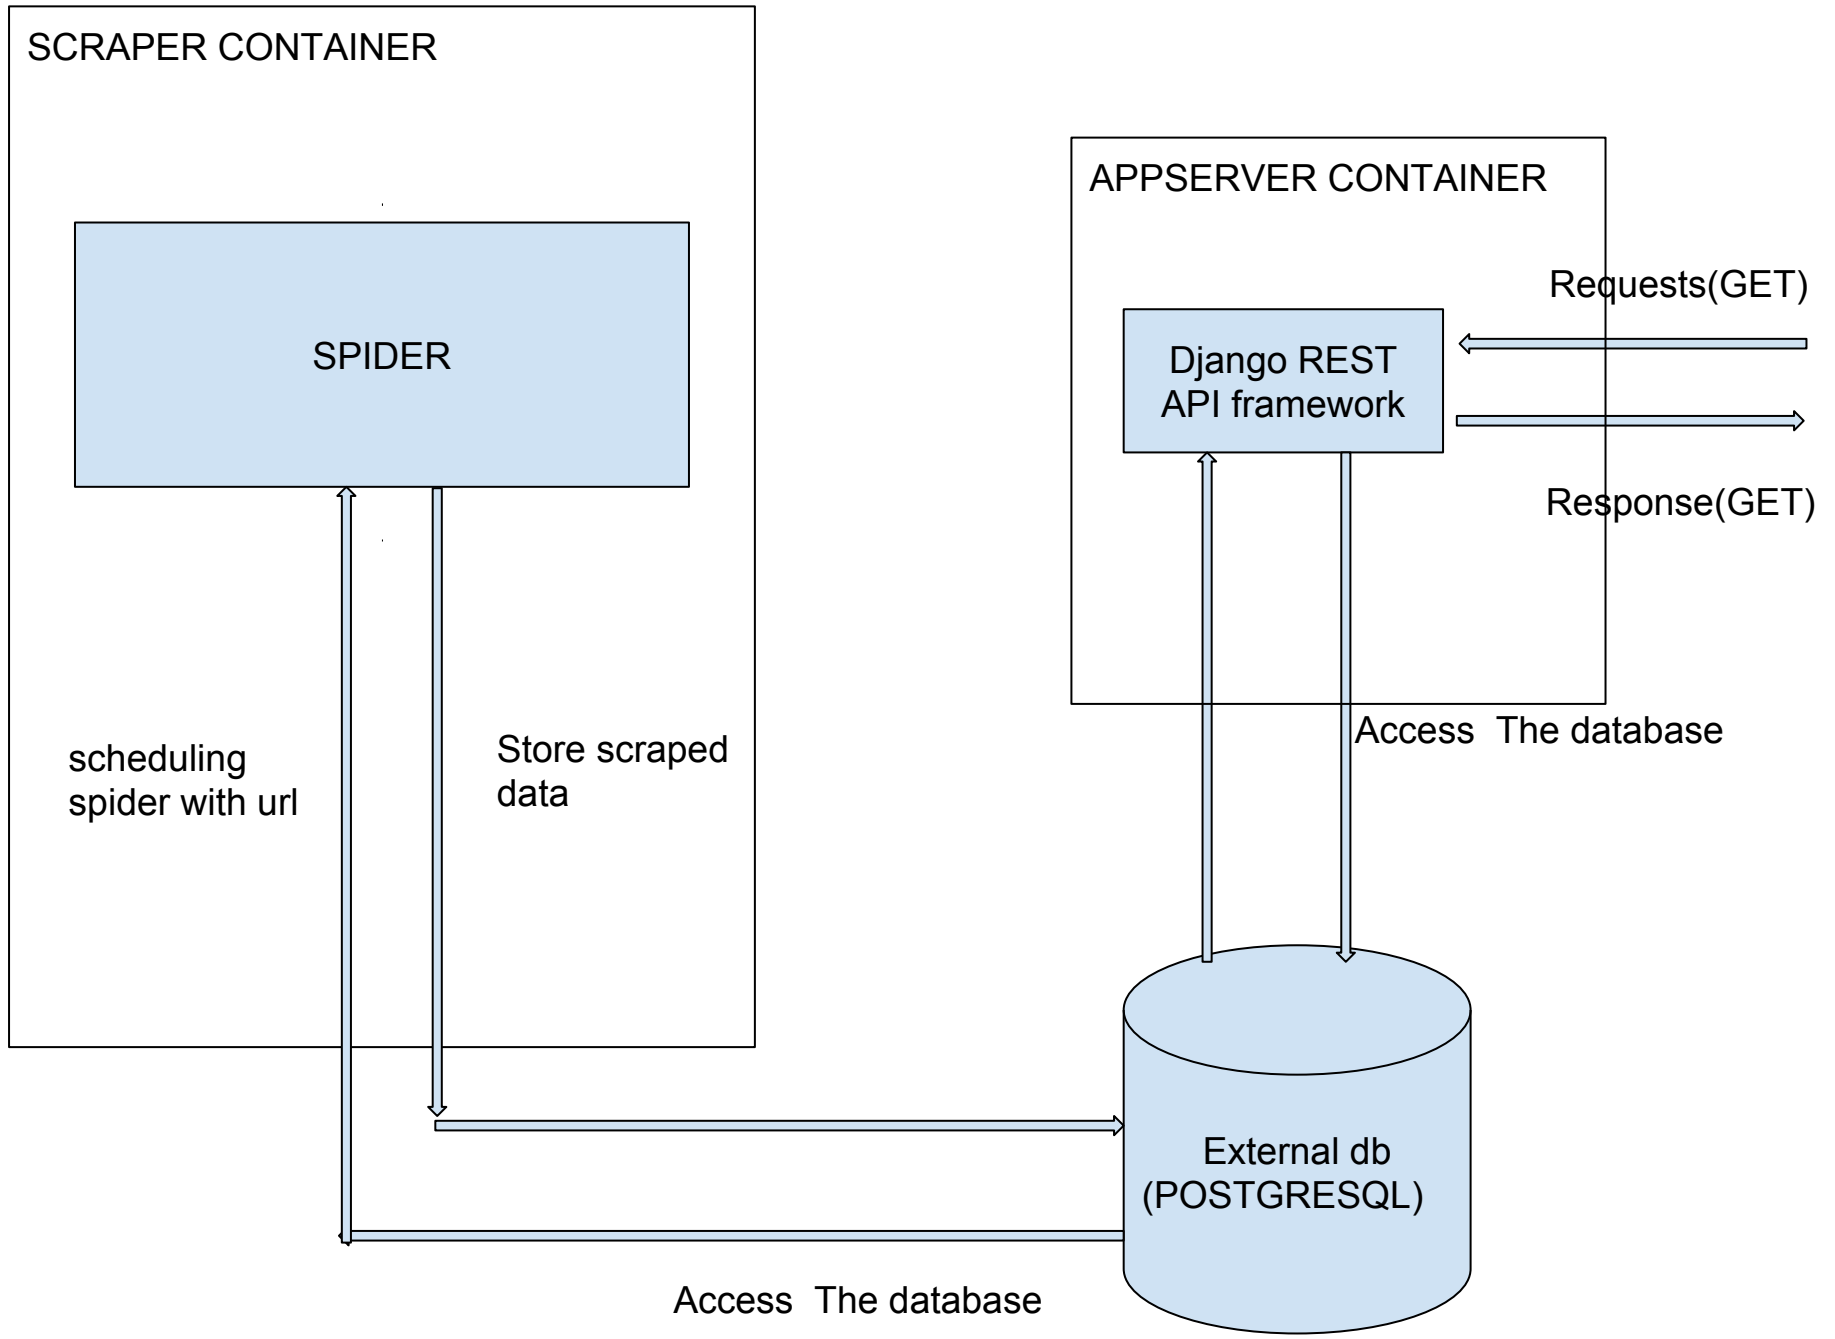 SCRAPER CONTAINER
SPIDER
scheduling
spider with url
Store scraped
data
APPSERVER CONTAINER
Django REST
API framework
Requests(GET)
Response(GET)
Access  The database
External db
(POSTGRESQL)
Access  The database